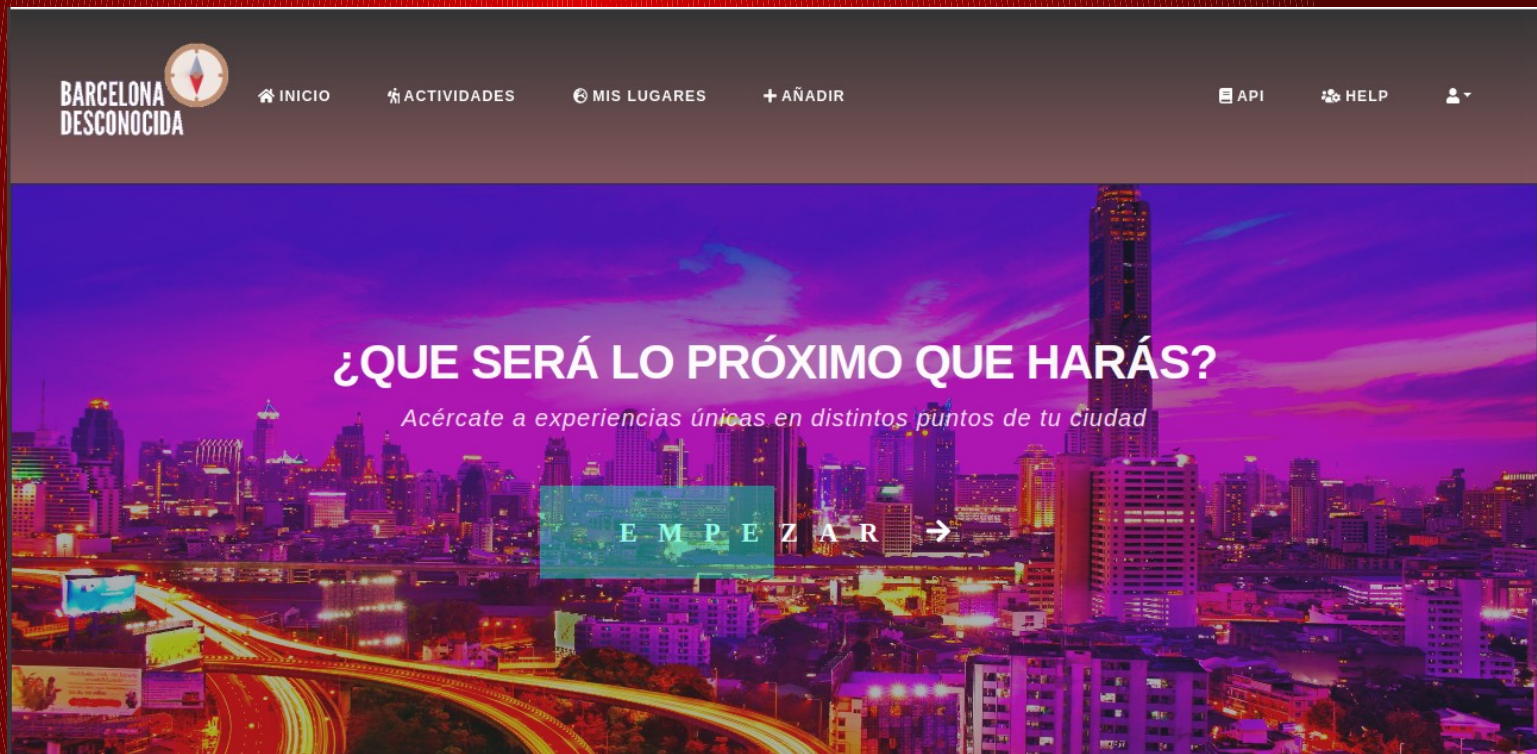 BARCELONA
DESCONOCIDA
INICIO
ACTIVIDADES
MIS LUGARES
AÑADIR
API
HELP
¿QUE SERÁ LO PRÓXIMO QUE HARÁS?
Acércate a experiencias únicas en distintos puntos de tu ciudad
EMPEZAR